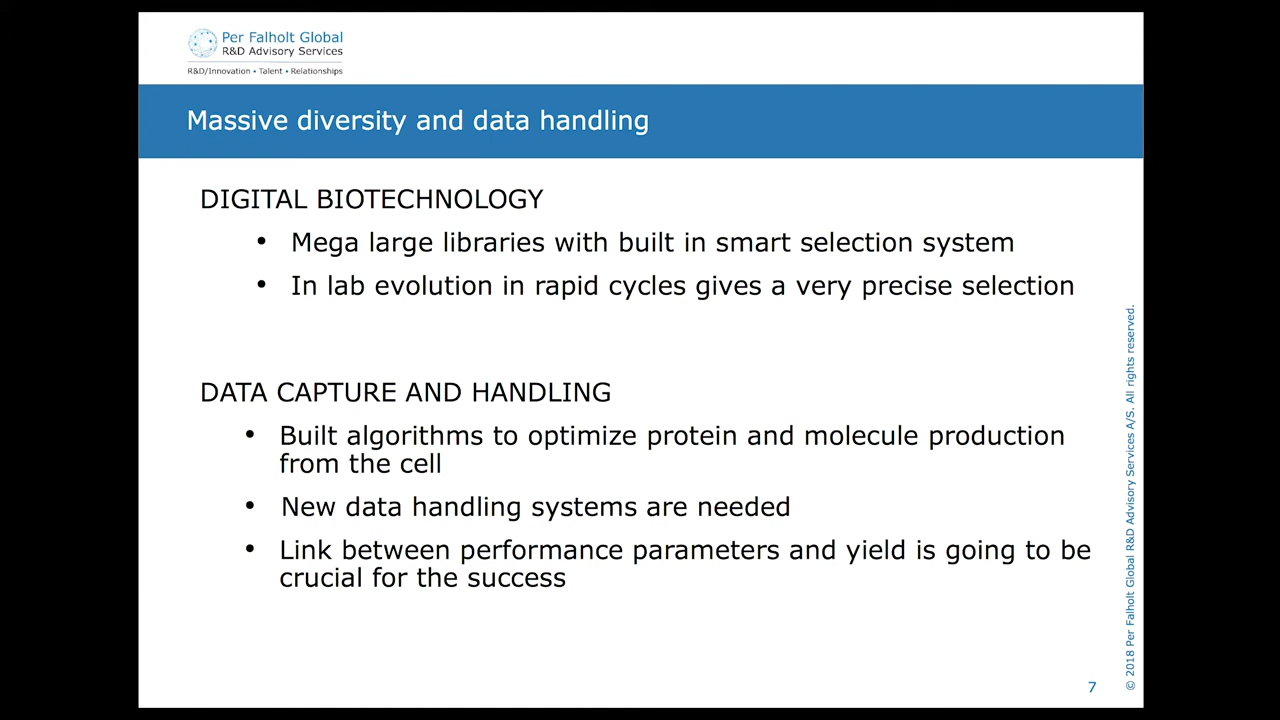 Per Falholt Global
R&D Advisory Services
R&D/Innovation • Talent • Relationships
Massive diversity and data handling
DIGITAL BIOTECHNOLOGY
• Mega large libraries with built in smart selection system
• In lab evolution in rapid cycles gives a very precise selection
DATA CAPTURE AND HANDLING
• Built algorithms to optimize protein and molecule production
from the cell
• New data handling systems are needed
• Link between performance parameters and yield is going to be
crucial for the success
© 2018 Per Falholt Global R&D Advisory Services A/S. All rights reserved.
7